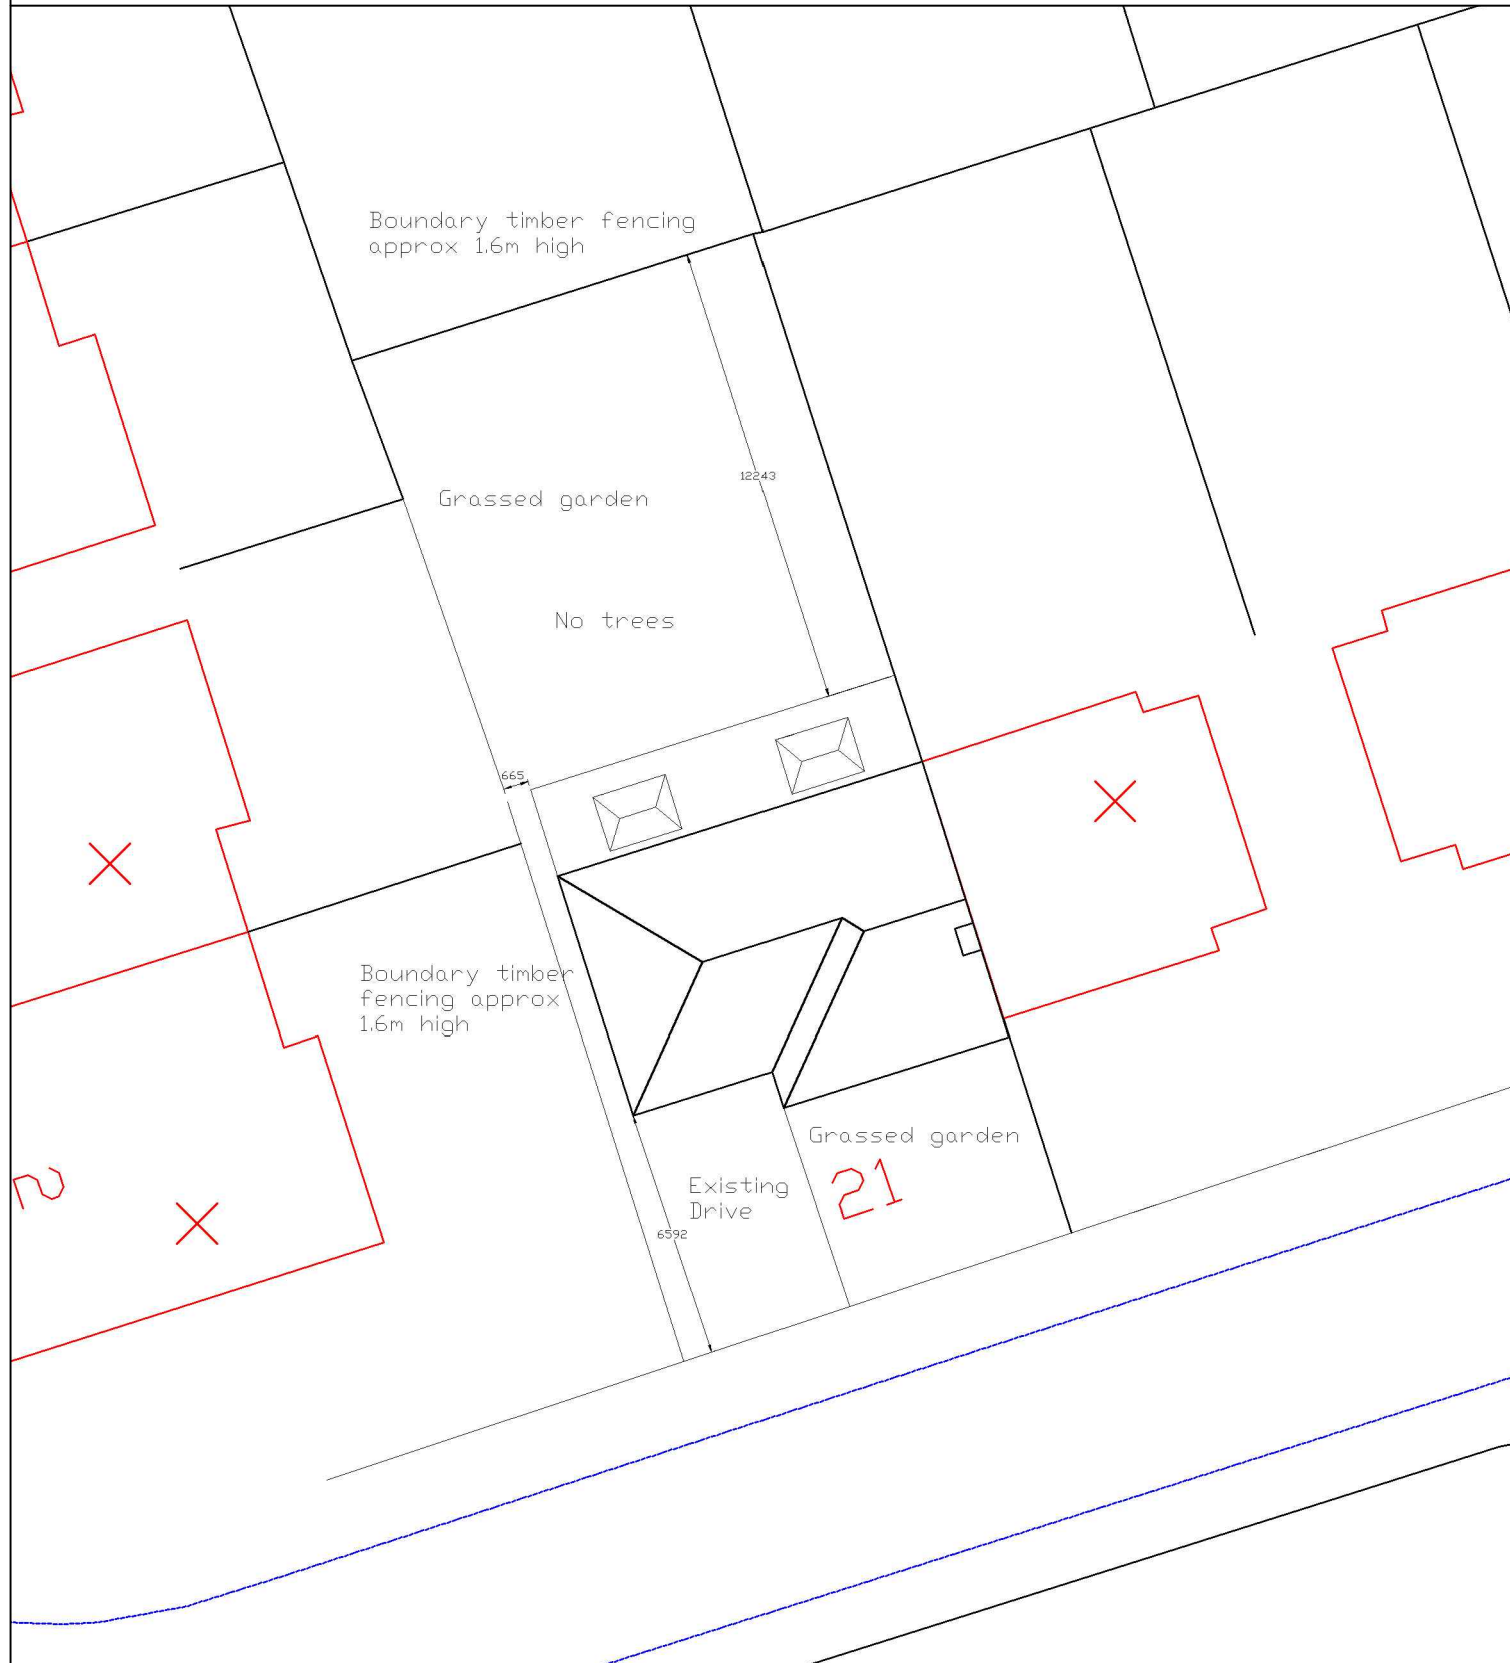 Boundary timber fencing
approx 1.6m high
12243
Grassed garden
No trees
665
Boundary timber
fencing approx
1.6m high
Grassed garden
21
Existing
Drive
6592
2